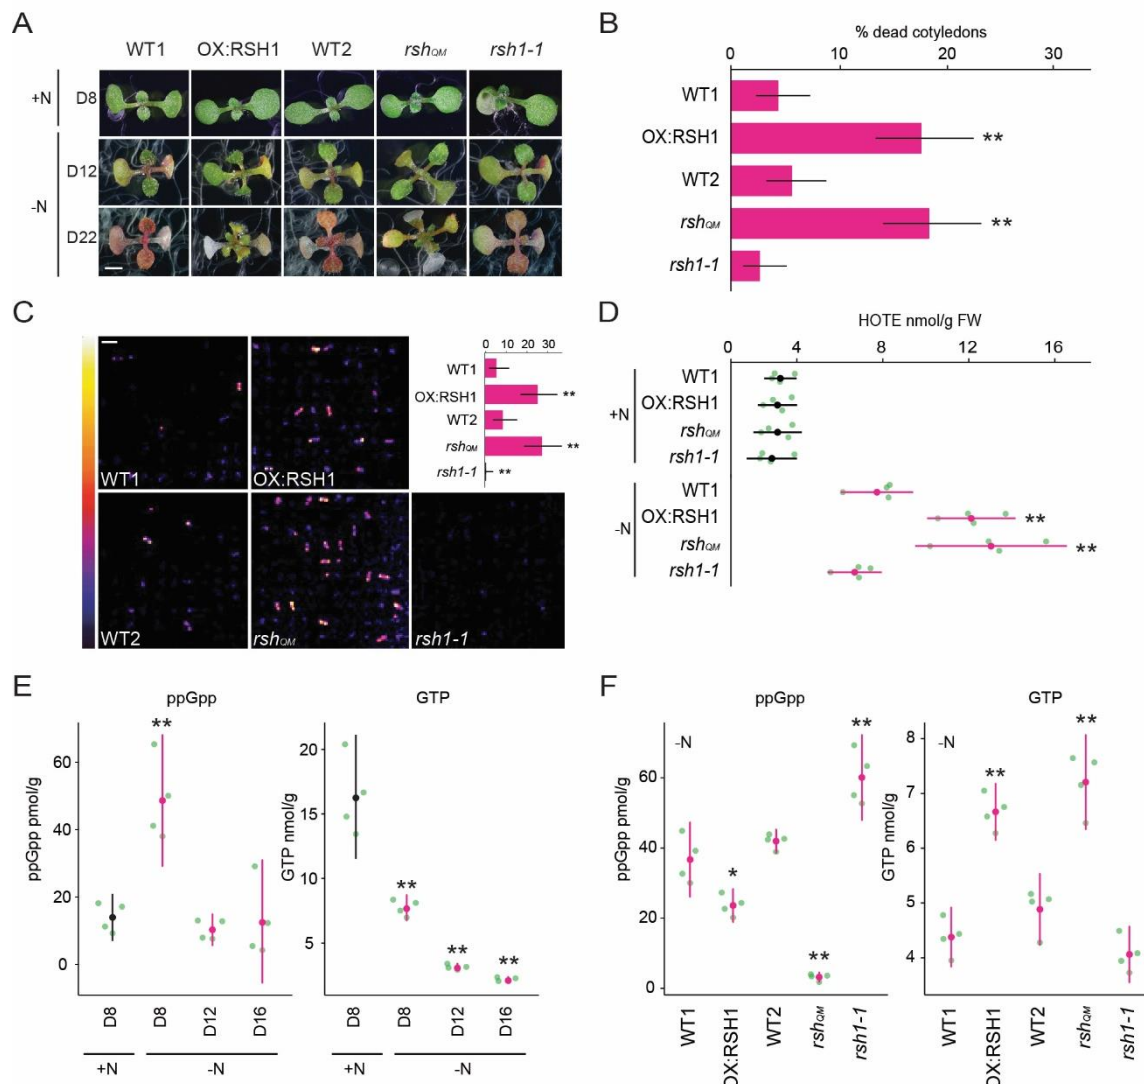 A
WT1 OX:RSH1 WT2 rshQM rsh1-1
+N D8
-N D12
D22
B
% dead cotyledons
0 10 20 30
WT1
OX:RSH1 **
WT2
rshQM **
rsh1-1
C
0 10 20 30
WT1
OX:RSH1 **
WT2
rshQM **
rsh1-1 **
WT1 OX:RSH1
WT2 rshQM rsh1-1
D
HOTE nmol/g FW
0 4 8 12 16
+N
WT1
OX:RSH1
rshQM
rsh1-1
-N
WT1
OX:RSH1 **
rshQM **
rsh1-1
E
ppGpp
ppGpp pmol/g
60
40
20
0
**
D8 D8 D12 D16
+N -N
GTP
GTP nmol/g
20
15
10
5
** ** **
D8 D8 D12 D16
+N -N
F
ppGpp
-N
ppGpp pmol/g
60
40
20
0
* ** **
WT1 OX:RSH1 WT2 rshQM rsh1-1
GTP
-N
GTP nmol/g
8
7
6
5
4
** **
WT1 OX:RSH1 WT2 rshQM rsh1-1